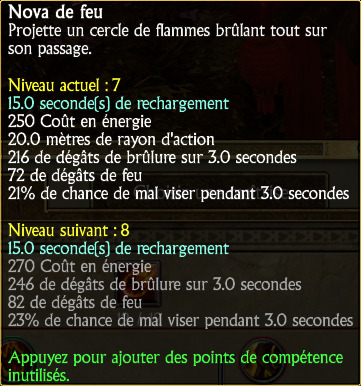 Nova de feu
Projette un cercle de flammes brûlant tout sur
son passage.
Niveau actuel : 7
15.0 seconde(s) de rechargement
250 Coût en énergie
20.0 mètres de rayon d'action
216 de dégâts de brûlure sur 3.0 secondes
72 de dégâts de feu
21% de chance de mal viser pendant 3.0 secondes
Niveau suivant : 8
15.0 seconde(s) de rechargement
270 Coût en énergie
246 de dégâts de brûlure sur 3.0 secondes
82 de dégâts de feu
23% de chance de mal viser pendant 3.0 secondes
Appuyez pour ajouter des points de compétence
inutilisés.